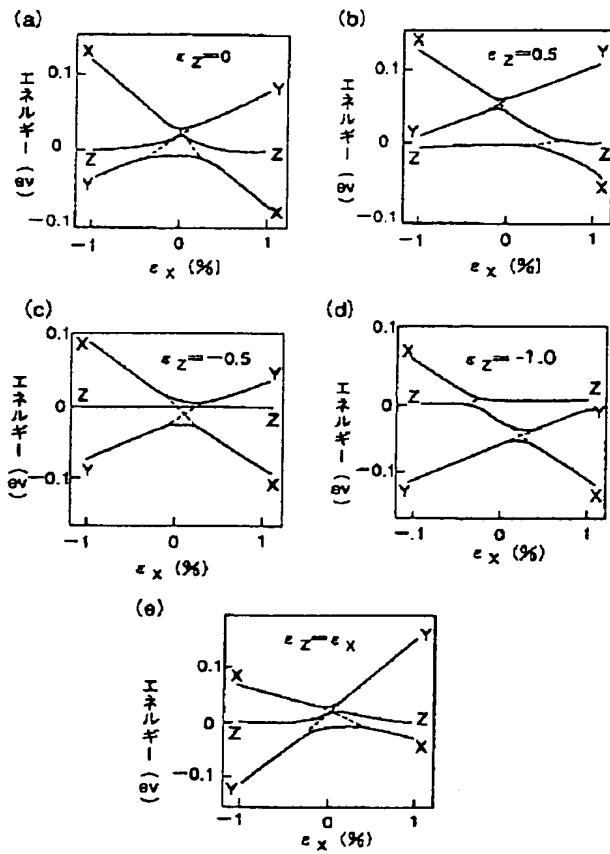 (a)
X
ε z=0
0.1
Y
エネルギー (eV)
0
Z
Z
Y
-0.1
X
-1
0
1
ε x (%]
(b)
X
ε z=0.5
Y
0.1
エネルギー (eV)
Y
0
Z
Z
X
-0.1
-1
0
1
ε x (%]
(c)
0.1
X
ε z=-0.5
Y
エネルギー (eV)
Z
0
Z
Y
-0.1
X
-1
0
1
ε x (%)
(d)
0.1
X
ε z=-1.0
エネルギー (eV)
Z
0
Z
Y
Y
-0.1
X
-1
0
1
ε x (%)
(e)
Y
ε z=ε x
0.1
X
エネルギー (eV)
0
Z
Z
X
-0.1
Y
-1
0
1
ε x (%)